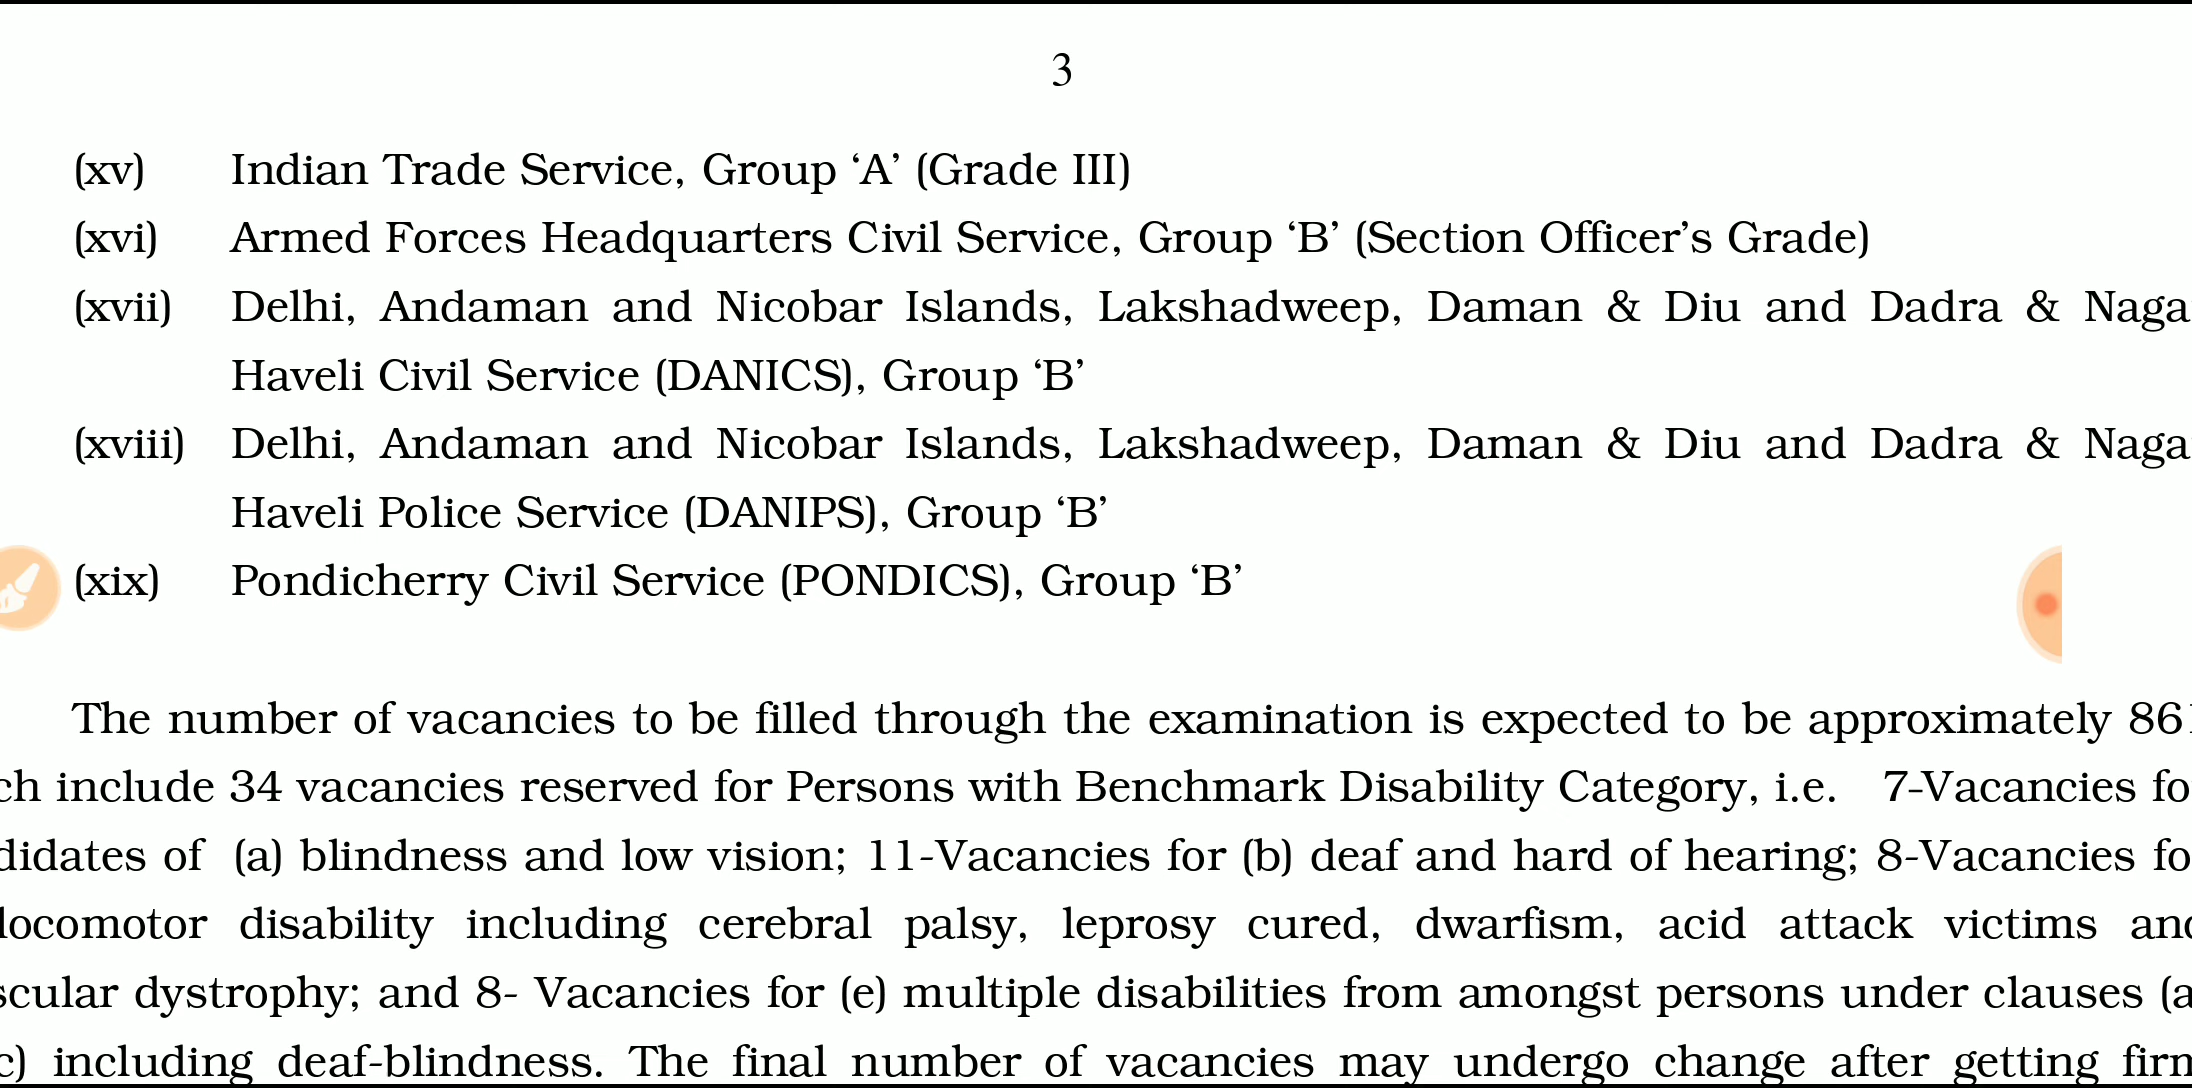 3
(xv) Indian Trade Service, Group ‘A’ (Grade III)
(xvi) Armed Forces Headquarters Civil Service, Group ‘B’ (Section Officer’s Grade)
(xvii) Delhi, Andaman and Nicobar Islands, Lakshadweep, Daman & Diu and Dadra & Naga
Haveli Civil Service (DANICS), Group ‘B’
(xviii) Delhi, Andaman and Nicobar Islands, Lakshadweep, Daman & Diu and Dadra & Naga
Haveli Police Service (DANIPS), Group ‘B’
(xix) Pondicherry Civil Service (PONDICS), Group ‘B’
The number of vacancies to be filled through the examination is expected to be approximately 861
ch include 34 vacancies reserved for Persons with Benchmark Disability Category, i.e. 7-Vacancies fo
didates of (a) blindness and low vision; 11-Vacancies for (b) deaf and hard of hearing; 8-Vacancies fo
locomotor disability including cerebral palsy, leprosy cured, dwarfism, acid attack victims and
scular dystrophy; and 8- Vacancies for (e) multiple disabilities from amongst persons under clauses (a
c) including deaf-blindness. The final number of vacancies may undergo change after getting firm